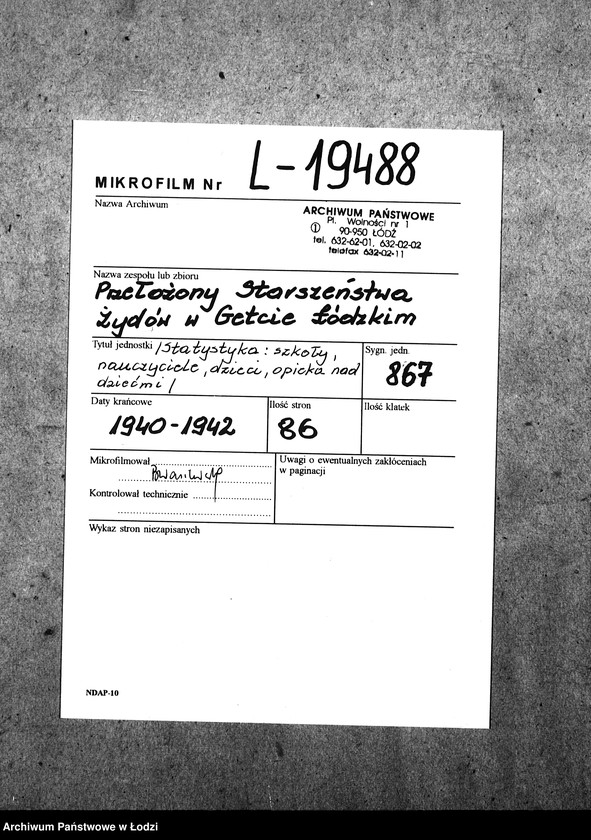 MIKROFILM Nr L-19488
Nazwa Archiwum
ARCHIWUM PAŃSTWOWE
Pl. Wolności nr 1
① 90-950 ŁÓDŹ
tel. 632-62-01, 632-02-02
telefax 632-02-11
Nazwa zespołu lub zbioru
Przełożony Starszeństwa
Żydów w Getcie Łódzkim
Tytuł jednostki /Statystyka: szkoły,
nauczyciele, dzieci, opieka nad
dziećmi/
Sygn. jedn.
867
Daty krańcowe
1940-1942
Ilość stron
86
Ilość klatek
Mikrofilmował
Kontrolował technicznie
Uwagi o ewentualnych zakłóceniach
w paginacji
Wykaz stron niezapisanych
NDAP-10
Archiwum Państwowe w Łodzi